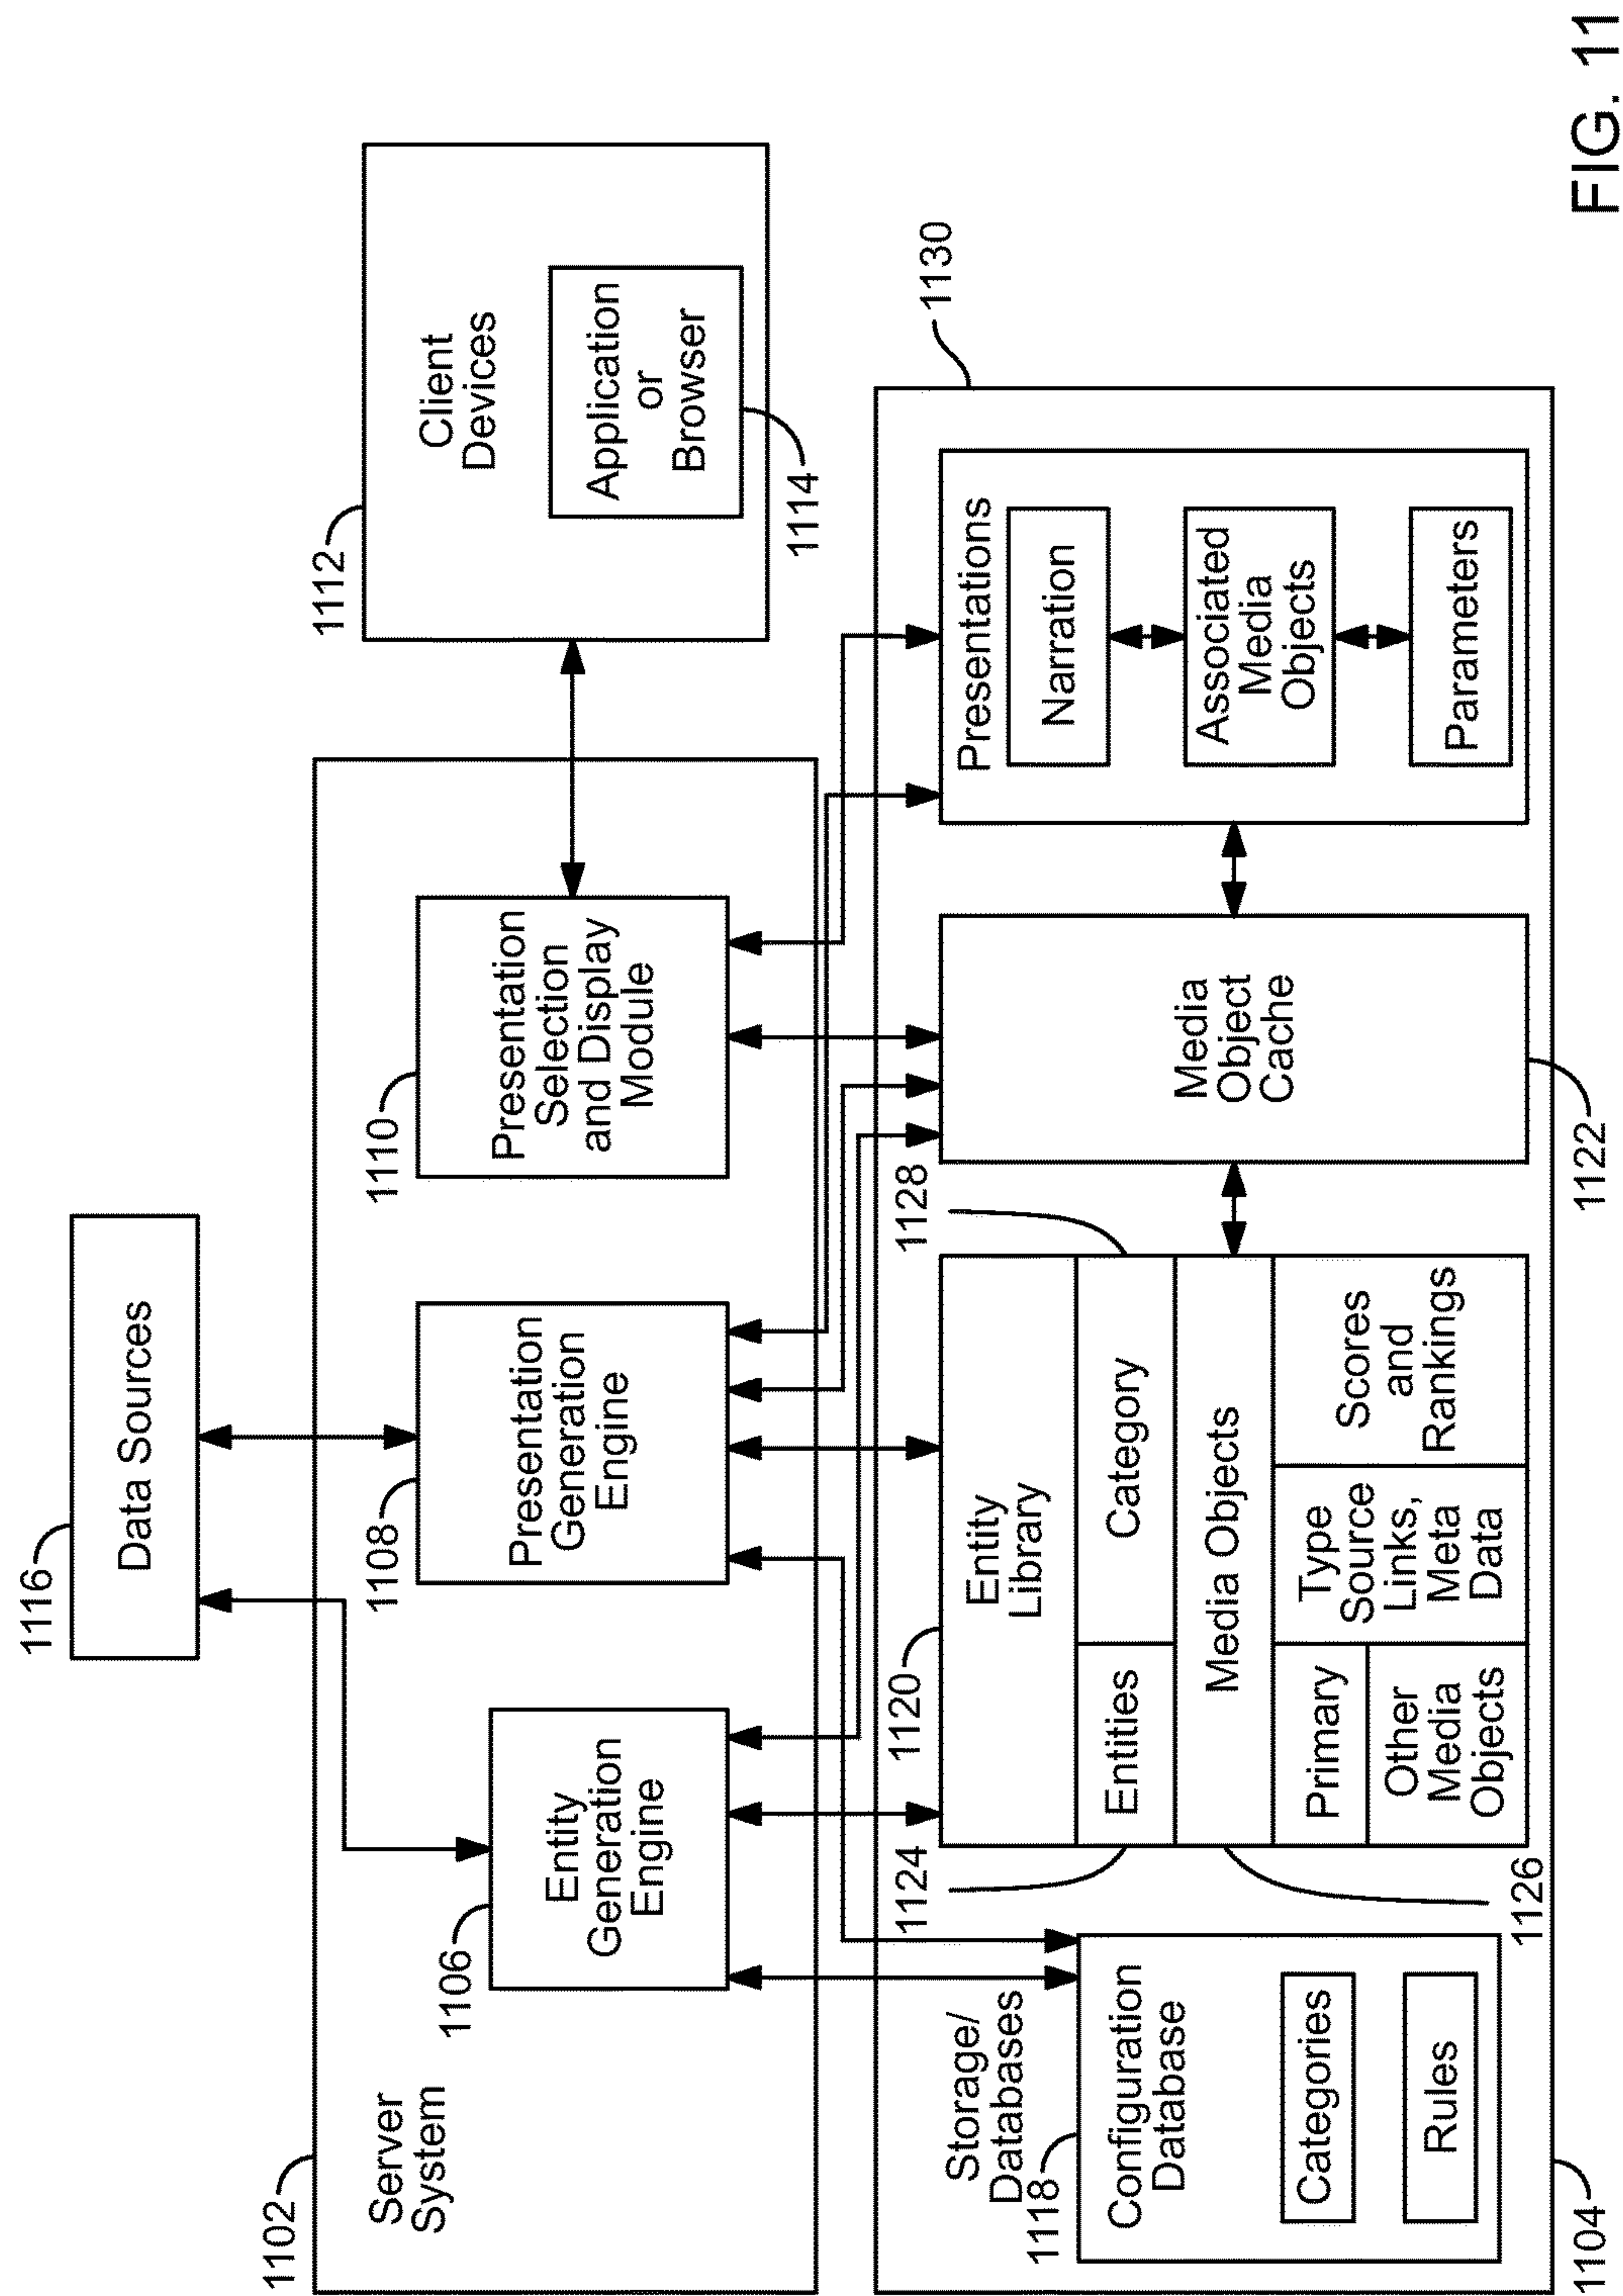 1116
Data Sources
1102
Server
System
1106
Entity
Generation
Engine
1108
Presentation
Generation
Engine
1110
Presentation
Selection
and Display
Module
1112
Client
Devices
Application
or
Browser
1114
Storage/
Databases
1118
Configuration
Database
Categories
Rules
1104
1124
1120
Entity
Library
1128
Entities
Category
Media Objects
Primary
Other
Media
Objects
Type
Source
Links,
Meta
Data
Scores
and
Rankings
1126
Media
Object
Cache
1122
1130
Presentations
Narration
Associated
Media
Objects
Parameters
FIG. 11